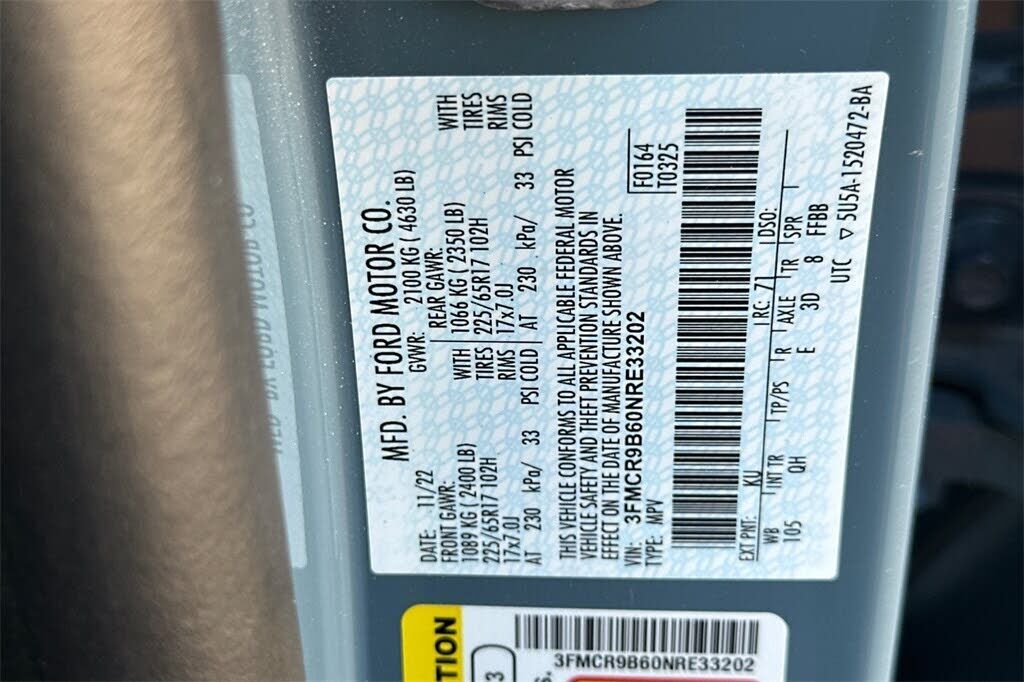 MFD. BY FORD MOTOR CO.
DATE: 11/22 GVWR: 2100 KG ( 4630 LB)
FRONT GAWR: REAR GAWR:
1089 KG (2400 LB) WITH 1066 KG ( 2350 LB) WITH
225/65R17 102H TIRES 225/65R17 102H TIRES
17x7.0J RIMS 17x7.0J RIMS
AT 230 kPa/ 33 PSI COLD AT 230 kPa/ 33 PSI COLD
THIS VEHICLE CONFORMS TO ALL APPLICABLE FEDERAL MOTOR
VEHICLE SAFETY AND THEFT PREVENTION STANDARDS IN
EFFECT ON THE DATE OF MANUFACTURE SHOWN ABOVE.
VIN: 3FMCR9B60NRE33202
TYPE: MPV
F0164
T0325
EXT PNT: KU RC: 71 DSO:
WB INT TR TP/PS R AXLE TR SPR
105 QH E 3D 8 FFBB
UTC ▽ 5U5A-1520472-BA
TION
3
S.
3FMCR9B60NRE33202